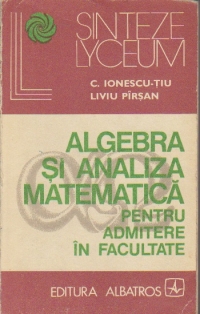 SINTEZE
LYCEUM
C. IONESCU-TIU
LIVIU PÎRȘAN
ALGEBRA
ȘI ANALIZA
MATEMATICĂ
PENTRU
ADMITERE
ÎN FACULTATE
EDITURA ALBATROS